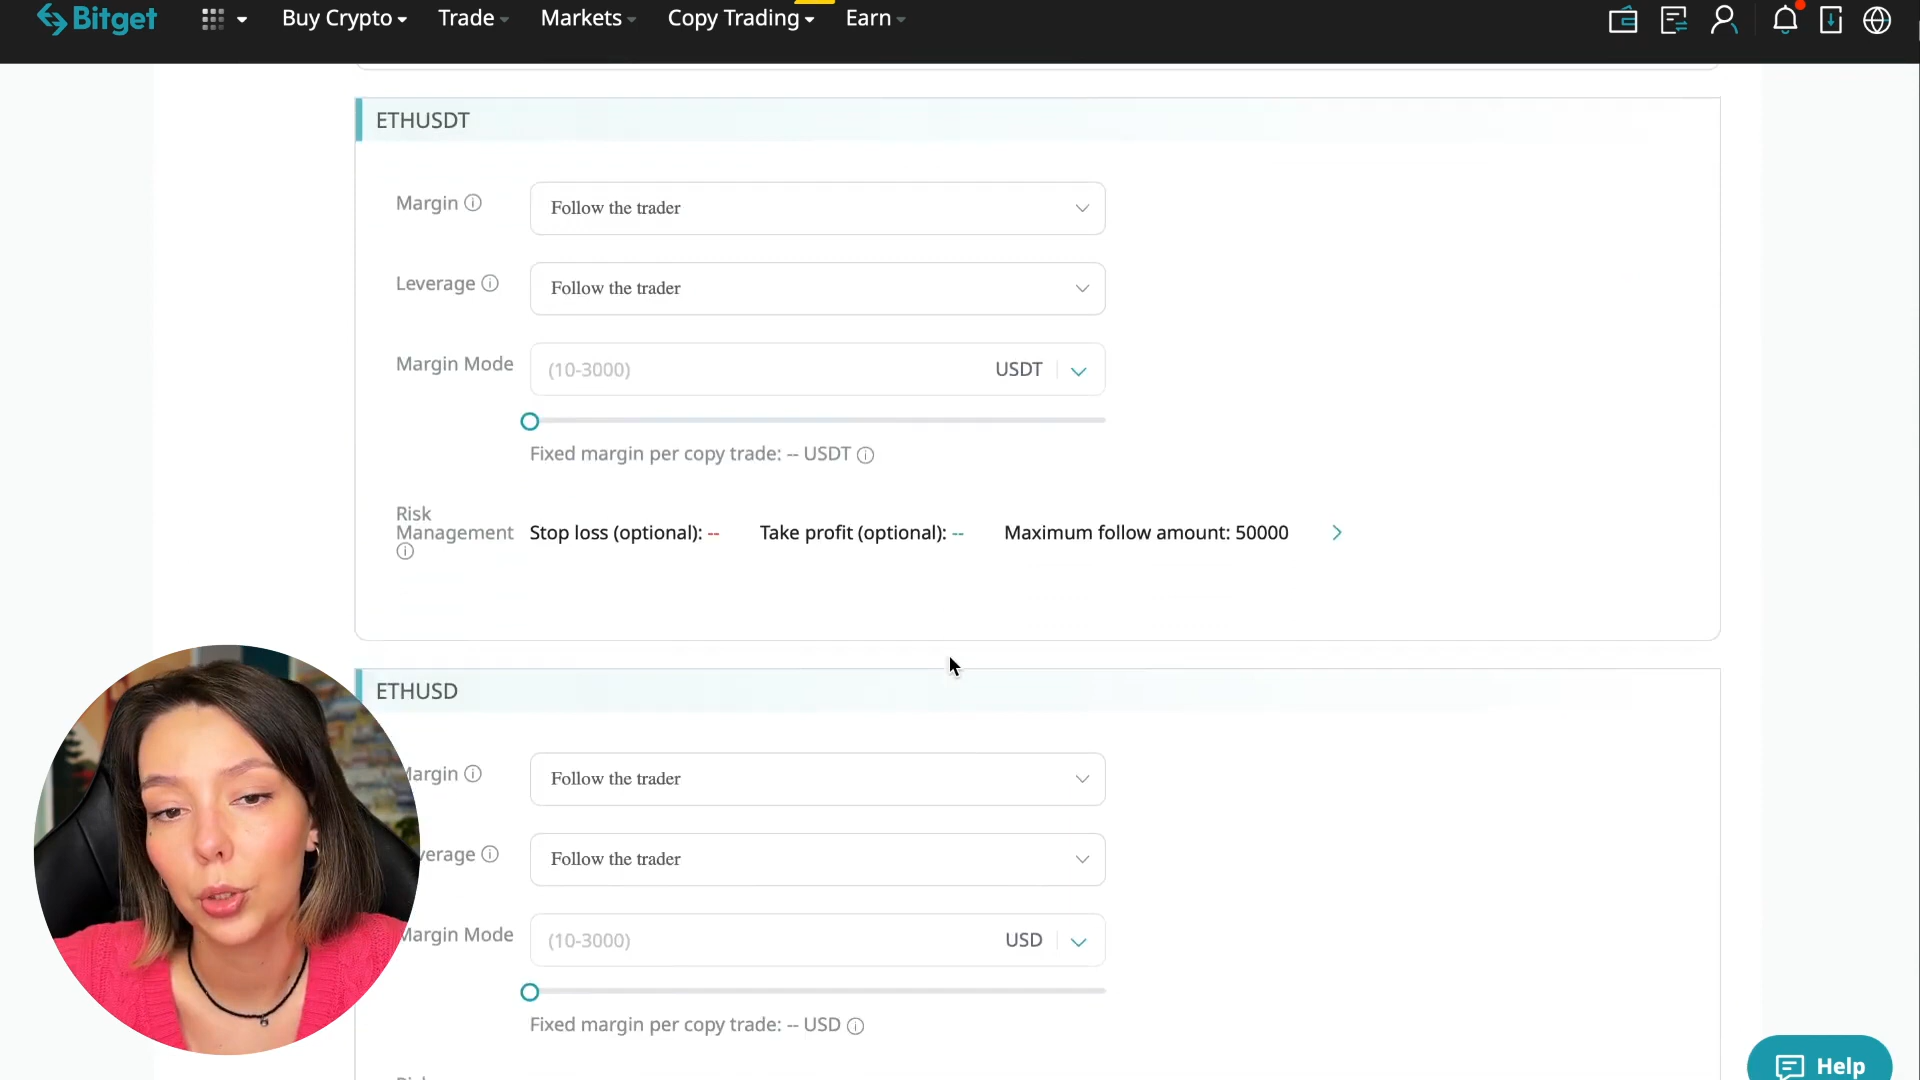 Bitget Buy Crypto Trade Markets Copy Trading Earn
ETHUSDT
Margin Follow the trader
Leverage Follow the trader
Margin Mode (10-3000) USDT
Fixed margin per copy trade: -- USDT
Risk Management Stop loss (optional): -- Take profit (optional): -- Maximum follow amount: 50000
ETHUSD
Margin Follow the trader
verage Follow the trader
Margin Mode (10-3000) USD
Fixed margin per copy trade: -- USD
Help